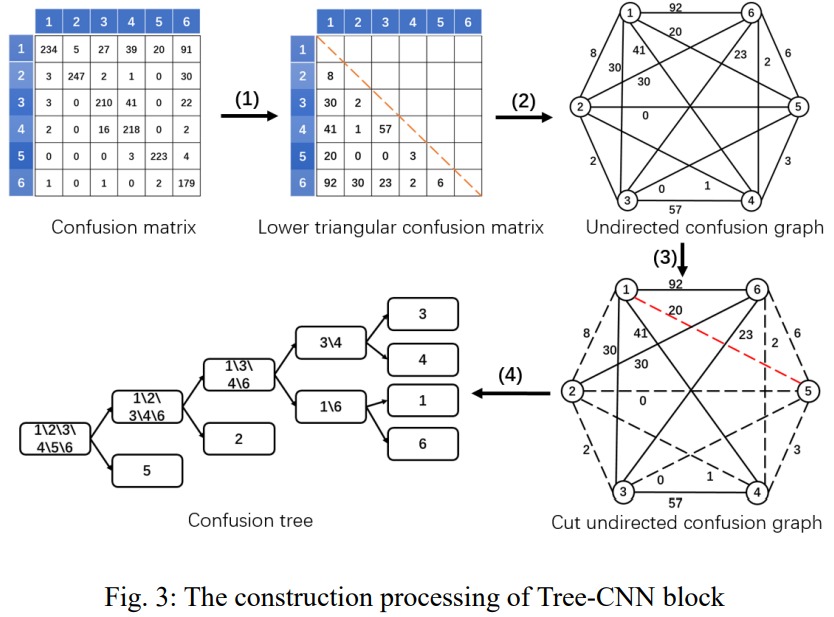 1 2 3 4 5 6
1 234 5 27 39 20 91
2 3 247 2 1 0 30
3 3 0 210 41 0 22
4 2 0 16 218 0 2
5 0 0 0 3 223 4
6 1 0 1 0 2 179
Confusion matrix
(1)
1 2 3 4 5 6
1
2 8
3 30 2
4 41 1 57
5 20 0 0 3
6 92 30 23 2 6
Lower triangular confusion matrix
(2)
92
1 6
20
8 41 23 6
30 2
30
2 5
0
2 3
0 1
3 4
57
Undirected confusion graph
(3)
92
1 6
20
8 41 23 6
30 2
30
2 5
0
2 3
0 1
3 4
57
Cut undirected confusion graph
(4)
3
3\4
4
1\3\
4\6
1\2\
3\4\6
1
1\6
1\2\3\
4\5\6
2
6
5
Confusion tree
Fig. 3: The construction processing of Tree-CNN block